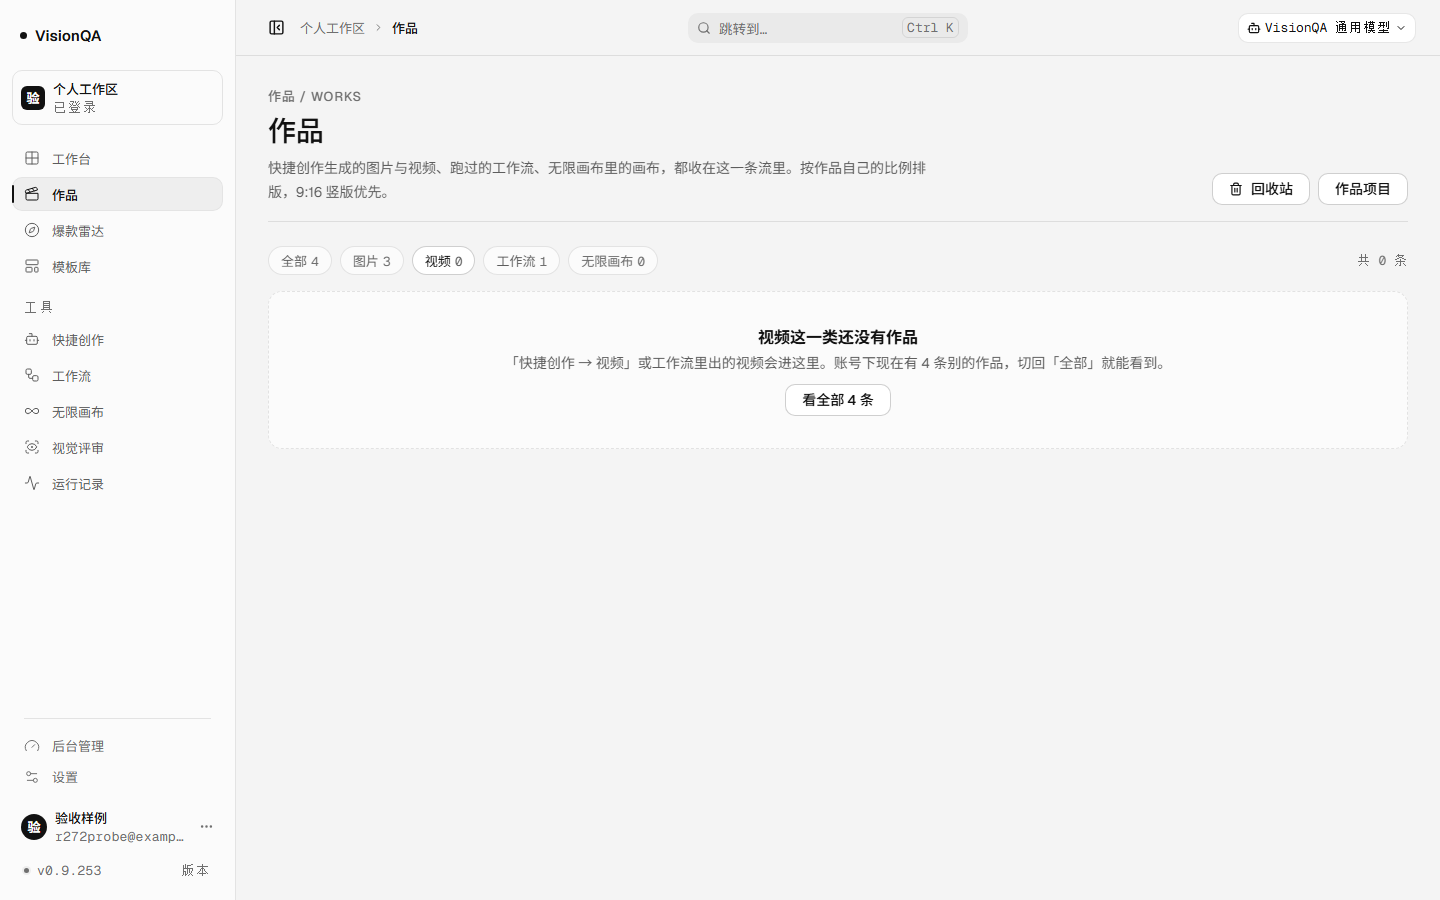 VisionQA
验
个人工作区
已登录
工作台
作品
爆款雷达
模板库
工具
快捷创作
工作流
无限画布
视觉评审
运行记录
后台管理
设置
验
验收样例
r272probe@examp…
v0.9.253
版本
个人工作区
作品
跳转到…
Ctrl K
VisionQA 通用模型
作品 / WORKS
作品
快捷创作生成的图片与视频、跑过的工作流、无限画布里的画布，都收在这一条流里。按作品自己的比例排
版，9:16 竖版优先。
回收站
作品项目
全部 4
图片 3
视频 0
工作流 1
无限画布 0
共 0 条
视频这一类还没有作品
「快捷创作 → 视频」或工作流里出的视频会进这里。账号下现在有 4 条别的作品，切回「全部」就能看到。
看全部 4 条